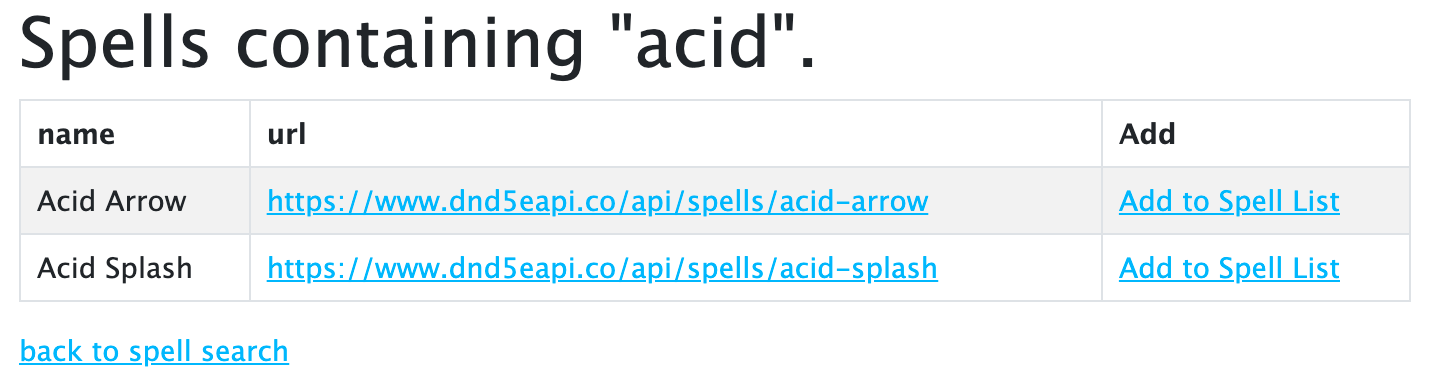 Spells containing "acid".
name url Add
Acid Arrow https://www.dnd5eapi.co/api/spells/acid-arrow Add to Spell List
Acid Splash https://www.dnd5eapi.co/api/spells/acid-splash Add to Spell List
back to spell search